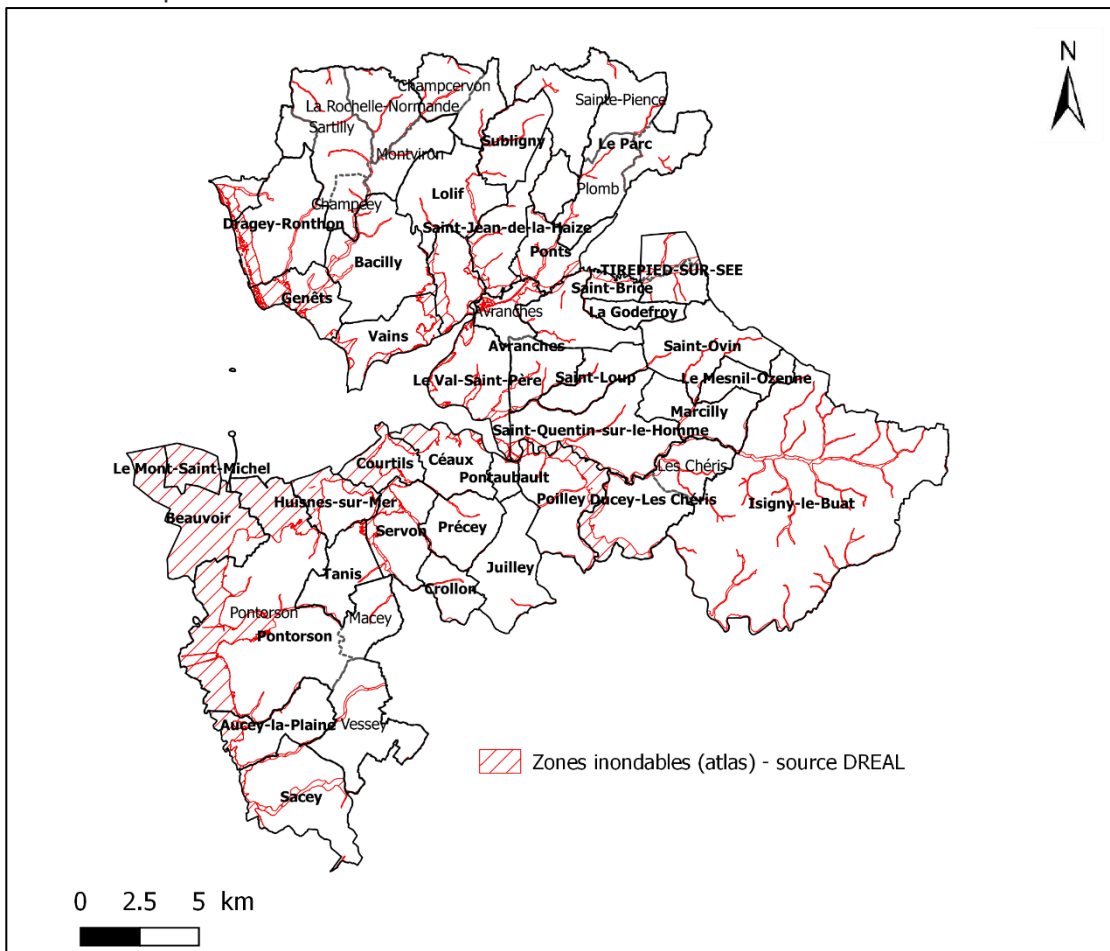 N
Champcervon
Sainte-Pience
La Rochelle-Normande
Sartilly
Subligny
Le Parc
Montviron
Plomb
Lolif
Champcey
Dragey-Ronthon
Saint-Jean-de-la-Haize
Bacilly
Ponts
TIREPIED-SUR-SEE
Genêts
Saint-Brice
Avranches
La Godefroy
Vains
Avranches
Saint-Ovin
Le Val-Saint-Père
Saint-Loup
Le Mesnil-Ozenne
Marcilly
Saint-Quentin-sur-le-Homme
Le Mont-Saint-Michel
Courtils
Céaux
Les Chéris
Pontaubault
Huisnes-sur-Mer
Poilley
Ducey-Les Chéris
Isigny-le-Buat
Beauvoir
Servon
Précey
Tanis
Juilley
Crollon
Pontorson
Macey
Pontorson
Aucey-la-Plaine
Vessey
Zones inondables (atlas) - source DREAL
Sacey
0 2.5 5 km